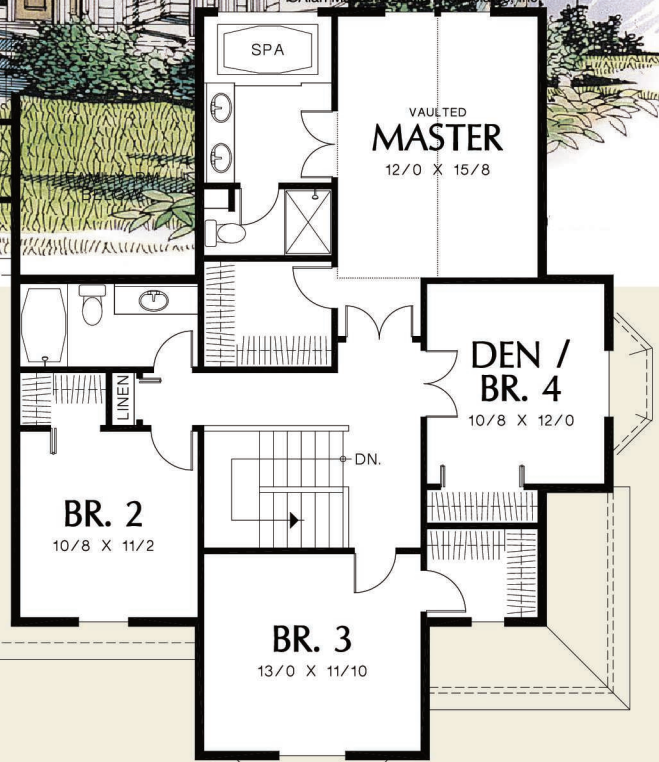 SPA
VAULTED
MASTER
12/0 X 15/8
LINEN
DEN /
BR. 4
10/8 X 12/0
DN.
BR. 2
10/8 X 11/2
BR. 3
13/0 X 11/10